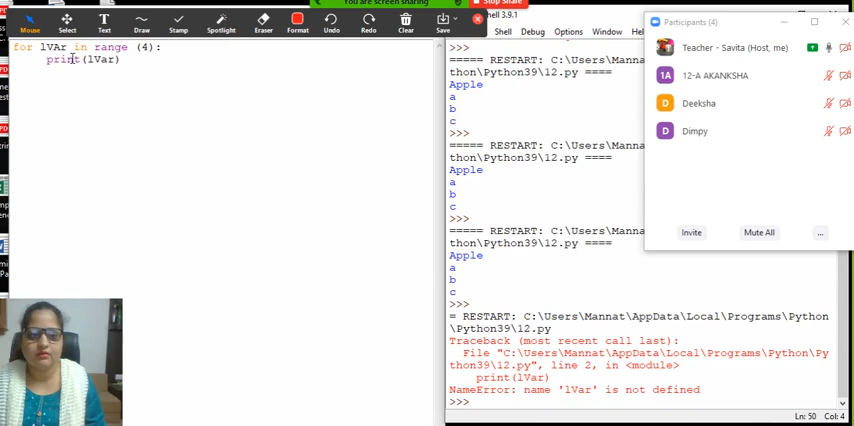 You are screen sharing
Stop Share
Mouse
Select
Text
Draw
Stamp
Spotlight
Eraser
Format
Undo
Redo
Clear
Save
for lVAr in range (4):
print(lVar)
hell 3.9.1
Shell Debug Options Window
>>>
===== RESTART: C:\Users\Mannat
thon\Python39\12.py ====
Apple
a
b
c
>>>
===== RESTART: C:\Users\Mannat
thon\Python39\12.py ====
Apple
a
b
c
>>>
===== RESTART: C:\Users\Mannat
thon\Python39\12.py ====
Apple
a
b
c
>>>
= RESTART: C:\Users\Mannat\AppData\Local\Programs\Python
\Python39\12.py
Traceback (most recent call last):
File "C:\Users\Mannat\AppData\Local\Programs\Python\Py
thon39\12.py", line 2, in <module>
print(lVar)
NameError: name 'lVar' is not defined
>>>
Ln: 50 Col: 4
Participants (4)
Teacher - Savita (Host, me)
1A 12-A AKANKSHA
D Deeksha
D Dimpy
Invite
Mute All
...